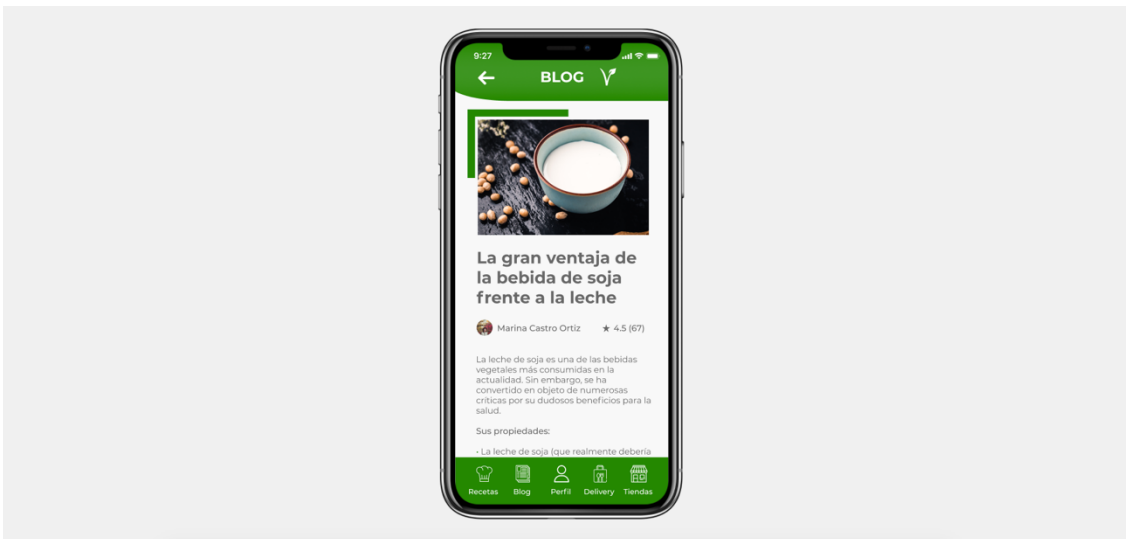 9:27
BLOG
La gran ventaja de
la bebida de soja
frente a la leche
Marina Castro Ortiz ★ 4.5 (67)
La leche de soja es una de las bebidas
vegetales más consumidas en la
actualidad. Sin embargo, se ha
convertido en objeto de numerosas
críticas por su dudosos beneficios para la
salud.
Sus propiedades:
• La leche de soja (que realmente debería
Recetas Blog Perfil Delivery Tiendas